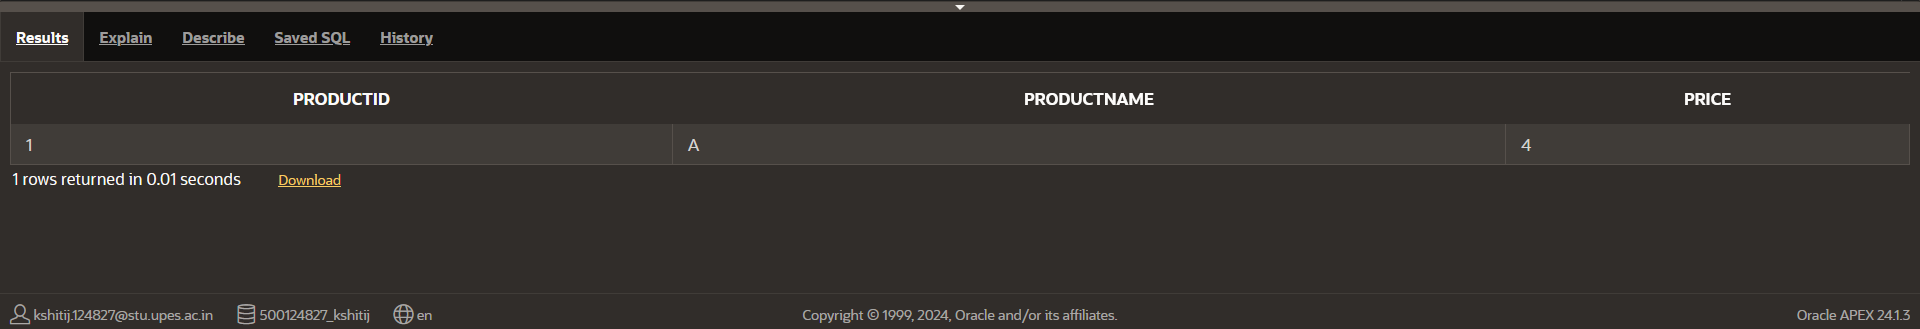 Results Explain Describe Saved SQL History
PRODUCTID PRODUCTNAME PRICE
1 A 4
1 rows returned in 0.01 seconds Download
kshitij.124827@stu.upes.ac.in 500124827_kshitij en Copyright © 1999, 2024, Oracle and/or its affiliates. Oracle APEX 24.1.3